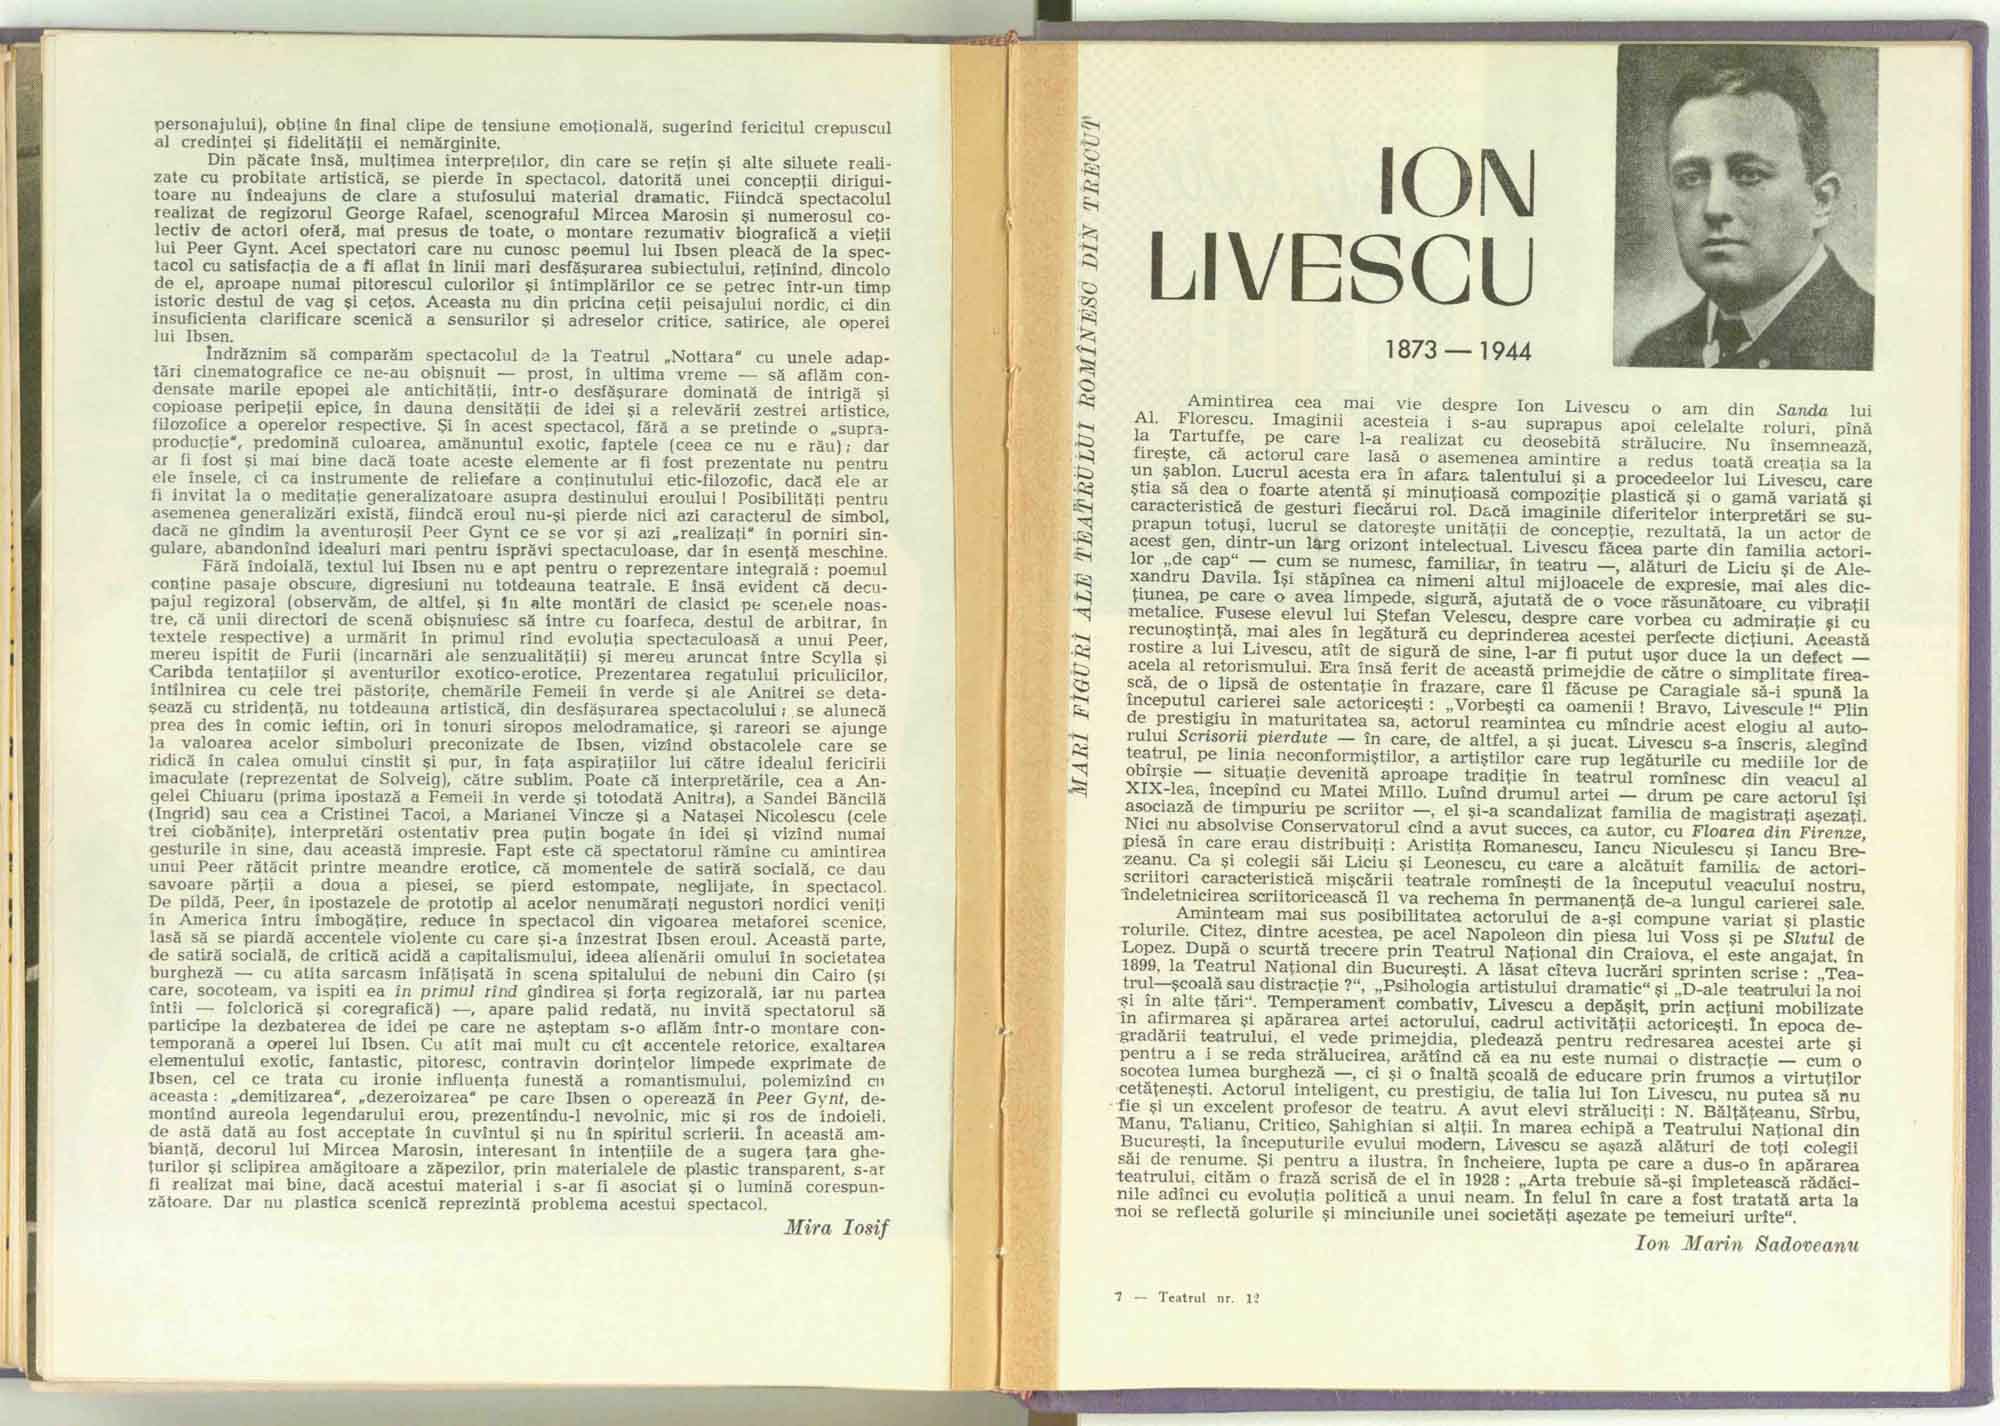 personajului), obține în final clipe de tensiune emoțională, sugerînd fericitul crepuscul
al credinței și fidelității ei nemărginite.
Din păcate însă, mulțimea interpreților, din care se rețin și alte siluete reali-
zate cu probitate artistică, se pierde în spectacol, datorită unei concepții dirigui-
toare nu îndeajuns de clare a stufosului material dramatic. Fiindcă spectacolul
realizat de regizorul George Rafael, scenograful Mircea Marosin și numerosul co-
lectiv de actori oferă, mai presus de toate, o montare rezumativ biografică a vieții
lui Peer Gynt. Acei spectatori care nu cunosc poemul lui Ibsen pleacă de la spec-
tacol cu satisfacția de a fi aflat în linii mari desfășurarea subiectului, reținînd, dincolo
de el, aproape numai pitorescul culorilor și întîmplărilor ce se petrec într-un timp
istoric destul de vag și cețos. Aceasta nu din pricina ceții peisajului nordic, ci din
insuficienta clarificare scenică a sensurilor și adreselor critice, satirice, ale operei
lui Ibsen.
Îndrăznim să comparăm spectacolul de la Teatrul „Nottara" cu unele adap-
tări cinematografice ce ne-au obișnuit — prost, în ultima vreme — să aflăm con-
densate marile epopei ale antichității, într-o desfășurare dominată de intrigă și
copioase peripeții epice, în dauna densității de idei și a relevării zestrei artistice,
filozofice a operelor respective. Și în acest spectacol, fără a se pretinde o „supra-
producție", predomină culoarea, amănuntul exotic, faptele (ceea ce nu e rău); dar
ar fi fost și mai bine dacă toate aceste elemente ar fi fost prezentate nu pentru
ele însele, ci ca instrumente de reliefare a conținutului etic-filozofic, dacă ele ar
fi invitat la o meditație generalizatoare asupra destinului eroului! Posibilități pentru
asemenea generalizări există, fiindcă eroul nu-și pierde nici azi caracterul de simbol,
dacă ne gîndim la aventuroșii Peer Gynt ce se vor și azi „realizați" în porniri sin-
gulare, abandonînd idealuri mari pentru isprăvi spectaculoase, dar în esență meschine.
Fără îndoială, textul lui Ibsen nu e apt pentru o reprezentare integrală: poemul
conține pasaje obscure, digresiuni nu totdeauna teatrale. E însă evident că decu-
pajul regizoral (observăm, de altfel, și în alte montări de clasici pe scenele noas-
tre, că unii directori de scenă obișnuiesc să intre cu foarfeca, destul de arbitrar, în
textele respective) a urmărit în primul rînd evoluția spectaculoasă a unui Peer,
mereu ispitit de Furii (incarnări ale senzualității) și mereu aruncat între Scylla și
Caribda tentațiilor și aventurilor exotico-erotice. Prezentarea regatului priculicilor,
întîlnirea cu cele trei păstorițe, chemările Femeii în verde și ale Anitrei se deta-
șează cu stridență, nu totdeauna artistică, din desfășurarea spectacolului; se alunecă
prea des în comic ieftin, ori în tonuri siropos melodramatice, și rareori se ajunge
la valoarea acelor simboluri preconizate de Ibsen, vizînd obstacolele care se
ridică în calea omului cinstit și pur, în fața aspirațiilor lui către idealul fericirii
imaculate (reprezentat de Solveig), către sublim. Poate că interpretările, cea a An-
gelei Chiuaru (prima ipostază a Femeii în verde și totodată Anitra), a Sandei Băncilă
(Ingrid) sau cea a Cristinei Tacoi, a Marianei Vincze și a Natașei Nicolescu (cele
trei ciobănițe), interpretări ostentativ prea puțin bogate în idei și vizînd numai
gesturile în sine, dau această impresie. Fapt este că spectatorul rămîne cu amintirea
unui Peer rătăcit printre meandre erotice, că momentele de satiră socială, ce dau
savoare părții a doua a piesei, se pierd estompate, neglijate, în spectacol.
De pildă, Peer, în ipostazele de prototip al acelor nenumărați negustori nordici veniți
în America întru îmbogățire, reduce în spectacol din vigoarea metaforei scenice,
lasă să se piardă accentele violente cu care și-a înzestrat Ibsen eroul. Această parte,
de satiră socială, de critică acidă a capitalismului, ideea alienării omului în societatea
burgheză — cu atîta sarcasm înfățișată în scena spitalului de nebuni din Cairo (și
care, socoteam, va ispiti ea în primul rînd gîndirea și forța regizorală, iar nu partea
întîi — folclorică și coregrafică) —, apare palid redată, nu invită spectatorul să
participe la dezbaterea de idei pe care ne așteptam s-o aflăm într-o montare con-
temporană a operei lui Ibsen. Cu atît mai mult cu cît accentele retorice, exaltarea
elementului exotic, fantastic, pitoresc, contravin dorințelor limpede exprimate de
Ibsen, cel ce trata cu ironie influența funestă a romantismului, polemizînd cu
aceasta: „demitizarea", „dezeroizarea" pe care Ibsen o operează în Peer Gynt, de-
montînd aureola legendarului erou, prezentîndu-l nevolnic, mic și ros de îndoieli,
de astă dată au fost acceptate în cuvîntul și nu în spiritul scrierii. În această am-
bianță, decorul lui Mircea Marosin, interesant în intențiile de a sugera țara ghe-
țurilor și sclipirea amăgitoare a zăpezilor, prin materialele de plastic transparent, s-ar
fi realizat mai bine, dacă acestui material i s-ar fi asociat și o lumină corespun-
zătoare. Dar nu plastica scenică reprezintă problema acestui spectacol.
Mira Iosif
MARI FIGURI ALE TEATRULUI ROMÎNESC DIN TRECUT
ION
LIVESCU
1873 — 1944
Amintirea cea mai vie despre Ion Livescu o am din Sanda lui
Al. Florescu. Imaginii acesteia i s-au suprapus apoi celelalte roluri, pînă
la Tartuffe, pe care l-a realizat cu deosebită strălucire. Nu însemnează,
firește, că actorul care lasă o asemenea amintire a redus toată creația sa la
un șablon. Lucrul acesta era în afara talentului și a procedeelor lui Livescu, care
știa să dea o foarte atentă și minuțioasă compoziție plastică și o gamă variată și
caracteristică de gesturi fiecărui rol. Dacă imaginile diferitelor interpretări se su-
prapun totuși, lucrul se datorește unității de concepție, rezultată, la un actor de
acest gen, dintr-un larg orizont intelectual. Livescu făcea parte din familia actori-
lor „de cap" — cum se numesc, familiar, în teatru —, alături de Liciu și de Ale-
xandru Davila. Își stăpînea ca nimeni altul mijloacele de expresie, mai ales dic-
țiunea, pe care o avea limpede, sigură, ajutată de o voce răsunătoare, cu vibrații
metalice. Fusese elevul lui Ștefan Velescu, despre care vorbea cu admirație și cu
recunoștință, mai ales în legătură cu deprinderea acestei perfecte dicțiuni. Această
rostire a lui Livescu, atît de sigură de sine, l-ar fi putut ușor duce la un defect —
acela al retorismului. Era însă ferit de această primejdie de către o simplitate firea-
scă, de o lipsă de ostentație în frazare, care îl făcuse pe Caragiale să-i spună la
începutul carierei sale actoricești: „Vorbești ca oamenii! Bravo, Livescule!" Plin
de prestigiu în maturitatea sa, actorul reamintea cu mîndrie acest elogiu al auto-
rului Scrisorii pierdute — în care, de altfel, a și jucat. Livescu s-a înscris, alegînd
teatrul, pe linia neconformiștilor, a artiștilor care rup legăturile cu mediile lor de
obîrșie — situație devenită aproape tradiție în teatrul romînesc din veacul al
XIX-lea, începînd cu Matei Millo. Luînd drumul artei — drum pe care actorul își
asociază de timpuriu pe scriitor —, el și-a scandalizat familia de magistrați așezați.
Nici nu absolvise Conservatorul cînd a avut succes, ca autor, cu Floarea din Firenze,
piesă în care erau distribuiți: Aristița Romanescu, Iancu Niculescu și Iancu Bre-
zeanu. Ca și colegii săi Liciu și Leonescu, cu care a alcătuit familia de actori-
scriitori caracteristică mișcării teatrale romînești de la începutul veacului nostru,
îndeletnicirea scriitoricească îl va rechema în permanență de-a lungul carierei sale.
Aminteam mai sus posibilitatea actorului de a-și compune variat și plastic
rolurile. Citez, dintre acestea, pe acel Napoleon din piesa lui Voss și pe Slutul de
Lopez. După o scurtă trecere prin Teatrul Național din Craiova, el este angajat, în
1899, la Teatrul Național din București. A lăsat cîteva lucrări sprinten scrise: „Tea-
trul—școală sau distracție?", „Psihologia artistului dramatic" și „D-ale teatrului la noi
și în alte țări". Temperament combativ, Livescu a depășit, prin acțiuni mobilizate
în afirmarea și apărarea artei actorului, cadrul activității actoricești. În epoca de-
gradării teatrului, el vede primejdia, pledează pentru redresarea acestei arte și
pentru a i se reda strălucirea, arătînd că ea nu este numai o distracție — cum o
socotea lumea burgheză —, ci și o înaltă școală de educare prin frumos a virtuților
cetățenești. Actorul inteligent, cu prestigiu, de talia lui Ion Livescu, nu putea să nu
fie și un excelent profesor de teatru. A avut elevi străluciți: N. Bălțățeanu, Sîrbu,
Manu, Talianu, Critico, Șahighian si alții. În marea echipă a Teatrului Național din
București, la începuturile evului modern, Livescu se așază alături de toți colegii
săi de renume. Și pentru a ilustra, în încheiere, lupta pe care a dus-o în apărarea
teatrului, cităm o frază scrisă de el în 1928: „Arta trebuie să-și împletească rădăci-
nile adînci cu evoluția politică a unui neam. În felul în care a fost tratată arta la
noi se reflectă golurile și minciunile unei societăți așezate pe temeiuri urîte".
Ion Marin Sadoveanu
7 — Teatrul nr. 12